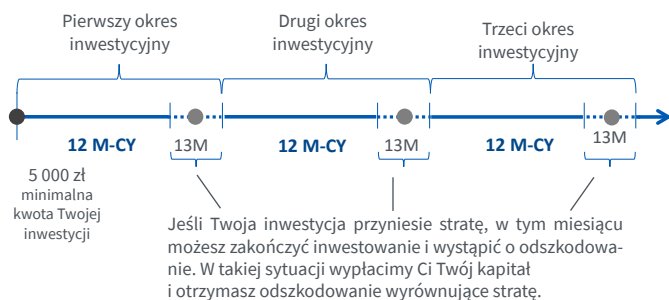 Pierwszy okres
inwestycyjny
Drugi okres
inwestycyjny
Trzeci okres
inwestycyjny
12 M-CY
13M
12 M-CY
13M
12 M-CY
13M
5 000 zł
minimalna
kwota Twojej
inwestycji
Jeśli Twoja inwestycja przyniesie stratę, w tym miesiącu
możesz zakończyć inwestowanie i wystąpić o odszkodowa-
nie. W takiej sytuacji wypłacimy Ci Twój kapitał
i otrzymasz odszkodowanie wyrównujące stratę.